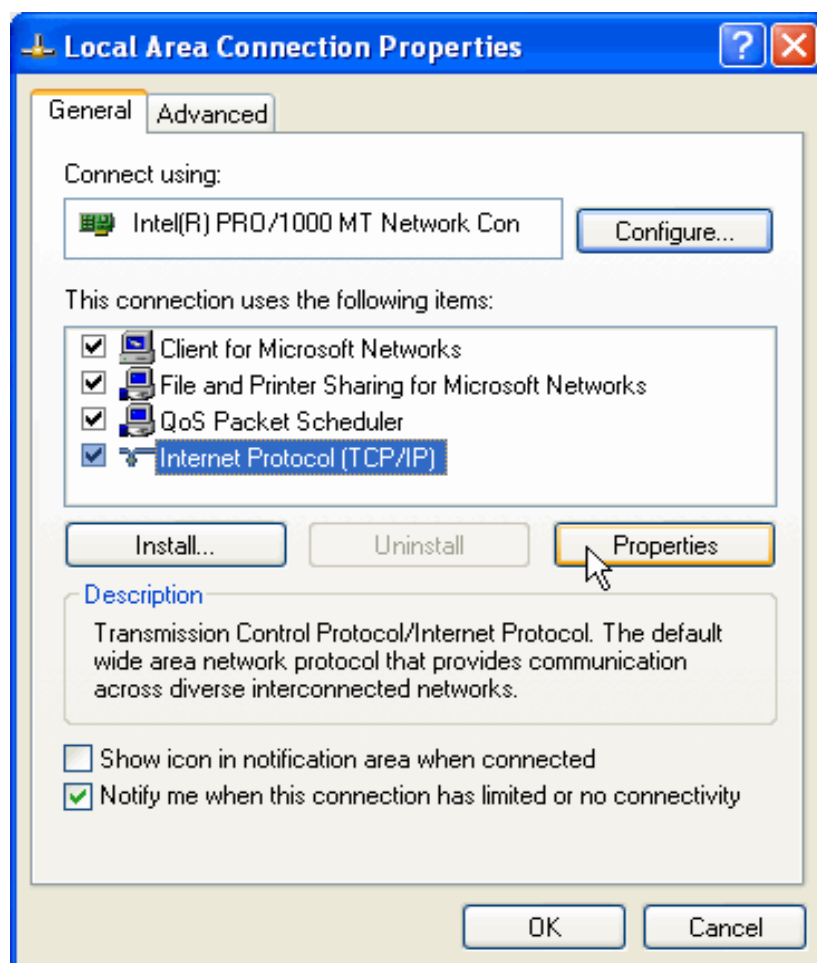 Local Area Connection Properties
General
Advanced
Connect using:
Intel(R) PRO/1000 MT Network Con
Configure...
This connection uses the following items:
Client for Microsoft Networks
File and Printer Sharing for Microsoft Networks
QoS Packet Scheduler
Internet Protocol (TCP/IP)
Install...
Uninstall
Properties
Description
Transmission Control Protocol/Internet Protocol. The default
wide area network protocol that provides communication
across diverse interconnected networks.
Show icon in notification area when connected
Notify me when this connection has limited or no connectivity
OK
Cancel